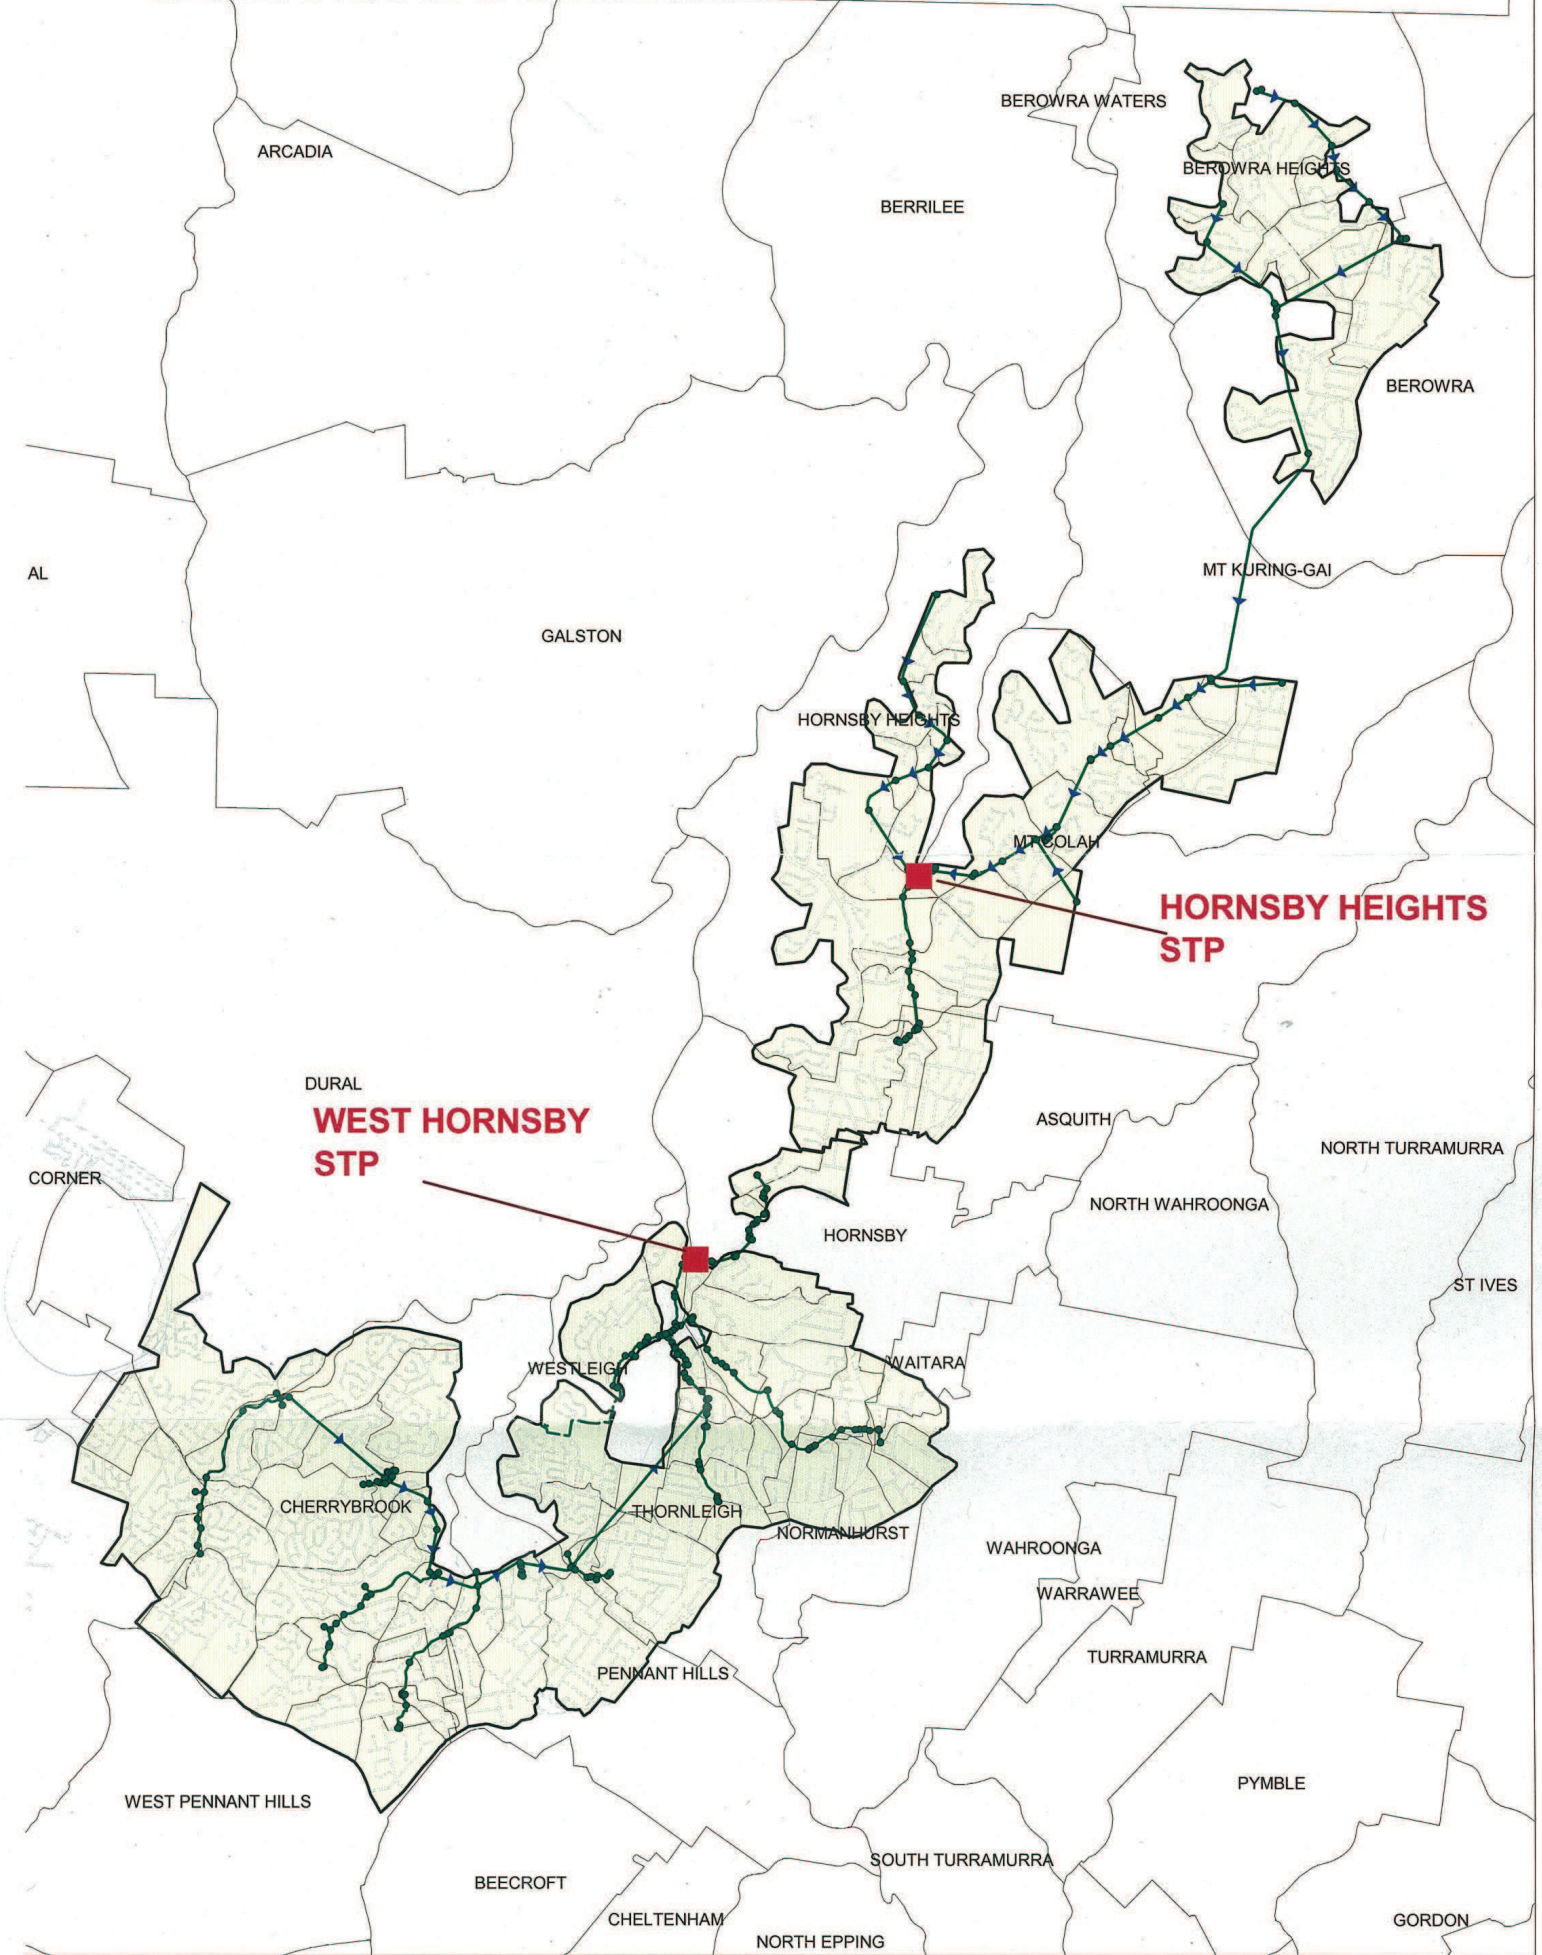 BEROWRA WATERS
ARCADIA
BEROWRA HEIGHTS
BERRILEE
BEROWRA
MT KURING-GAI
AL
GALSTON
HORNSBY HEIGHTS
MT COLAH
HORNSBY HEIGHTS
STP
DURAL
WEST HORNSBY
STP
ASQUITH
NORTH TURRAMURRA
CORNER
NORTH WAHROONGA
HORNSBY
ST IVES
WESTLEIGH
WAITARA
CHERRYBROOK
THORNLEIGH
NORMANHURST
WAHROONGA
WARRAWEE
TURRAMURRA
PENNANT HILLS
PYMBLE
WEST PENNANT HILLS
SOUTH TURRAMURRA
BEECROFT
CHELTENHAM
GORDON
NORTH EPPING